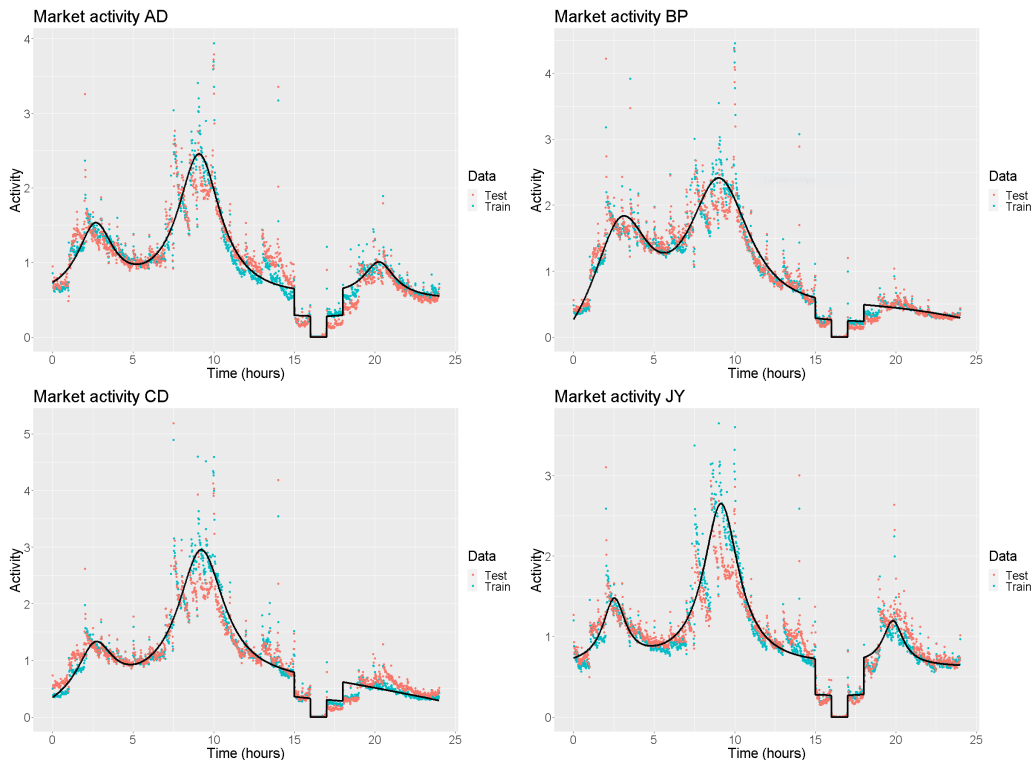 Market activity AD
4
3
2
1
0
Activity
0 5 10 15 20 25
Time (hours)
Data
Test
Train
Market activity BP
4
3
2
1
0
Activity
0 5 10 15 20 25
Time (hours)
Data
Test
Train
Market activity CD
5
4
3
2
1
0
Activity
0 5 10 15 20 25
Time (hours)
Data
Test
Train
Market activity JY
3
2
1
0
Activity
0 5 10 15 20 25
Time (hours)
Data
Test
Train